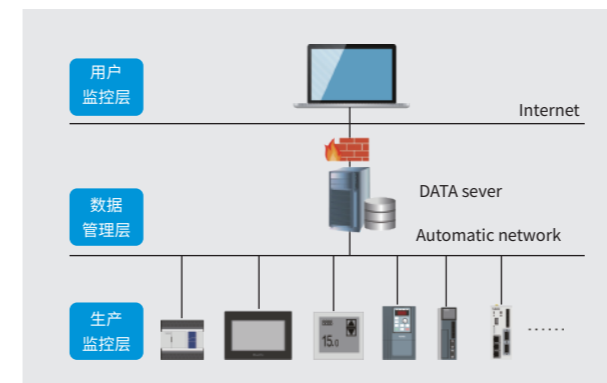 用户
监控层
Internet
DATA sever
数据
管理层
Automatic network
生产
监控层
15.0
......